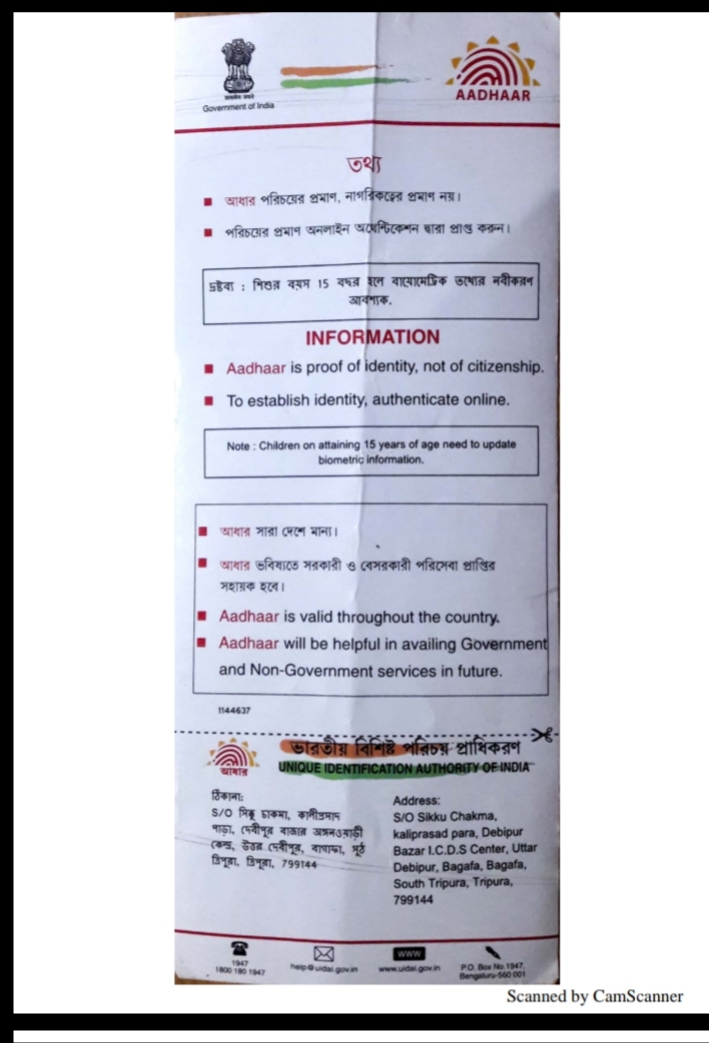 सत्यमेव जयते
Government of India
AADHAAR
তথ্য
আধার পরিচয়ের প্রমাণ, নাগরিকত্বের প্রমাণ নয়।
পরিচয়ের প্রমাণ অনলাইন অথেন্টিকেশন দ্বারা প্রাপ্ত করুন।
দ্রষ্টব্য : শিশুর বয়স 15 বছর হলে বায়োমেট্রিক তথ্যের নবীকরণ
আবশ্যক.
INFORMATION
Aadhaar is proof of identity, not of citizenship.
To establish identity, authenticate online.
Note : Children on attaining 15 years of age need to update
biometric information.
আধার সারা দেশে মান্য।
আধার ভবিষ্যতে সরকারী ও বেসরকারী পরিসেবা প্রাপ্তির
সহায়ক হবে।
Aadhaar is valid throughout the country.
Aadhaar will be helpful in availing Government
and Non-Government services in future.
1144637
ভারতীয় বিশিষ্ট পরিচয় প্রাধিকরণ
আধার
UNIQUE IDENTIFICATION AUTHORITY OF INDIA
ঠিকানা:
S/O সিক্কু চাকমা, কালীপ্রসাদ
পাড়া, দেবীপুর বাজার অঙ্গনওয়াড়ী
কেন্দ্র, উত্তর দেবীপুর, বাগাফা,
ত্রিপুরা, ত্রিপুরা, 799144
Address:
S/O Sikku Chakma,
kaliprasad para, Debipur
Bazar I.C.D.S Center, Uttar
Debipur, Bagafa, Bagafa,
South Tripura, Tripura,
799144
1947
1800 180 1947
help@uidai.gov.in
WWW
www.uidai.gov.in
P.O. Box No.1947,
Bengaluru-560 001
Scanned by CamScanner